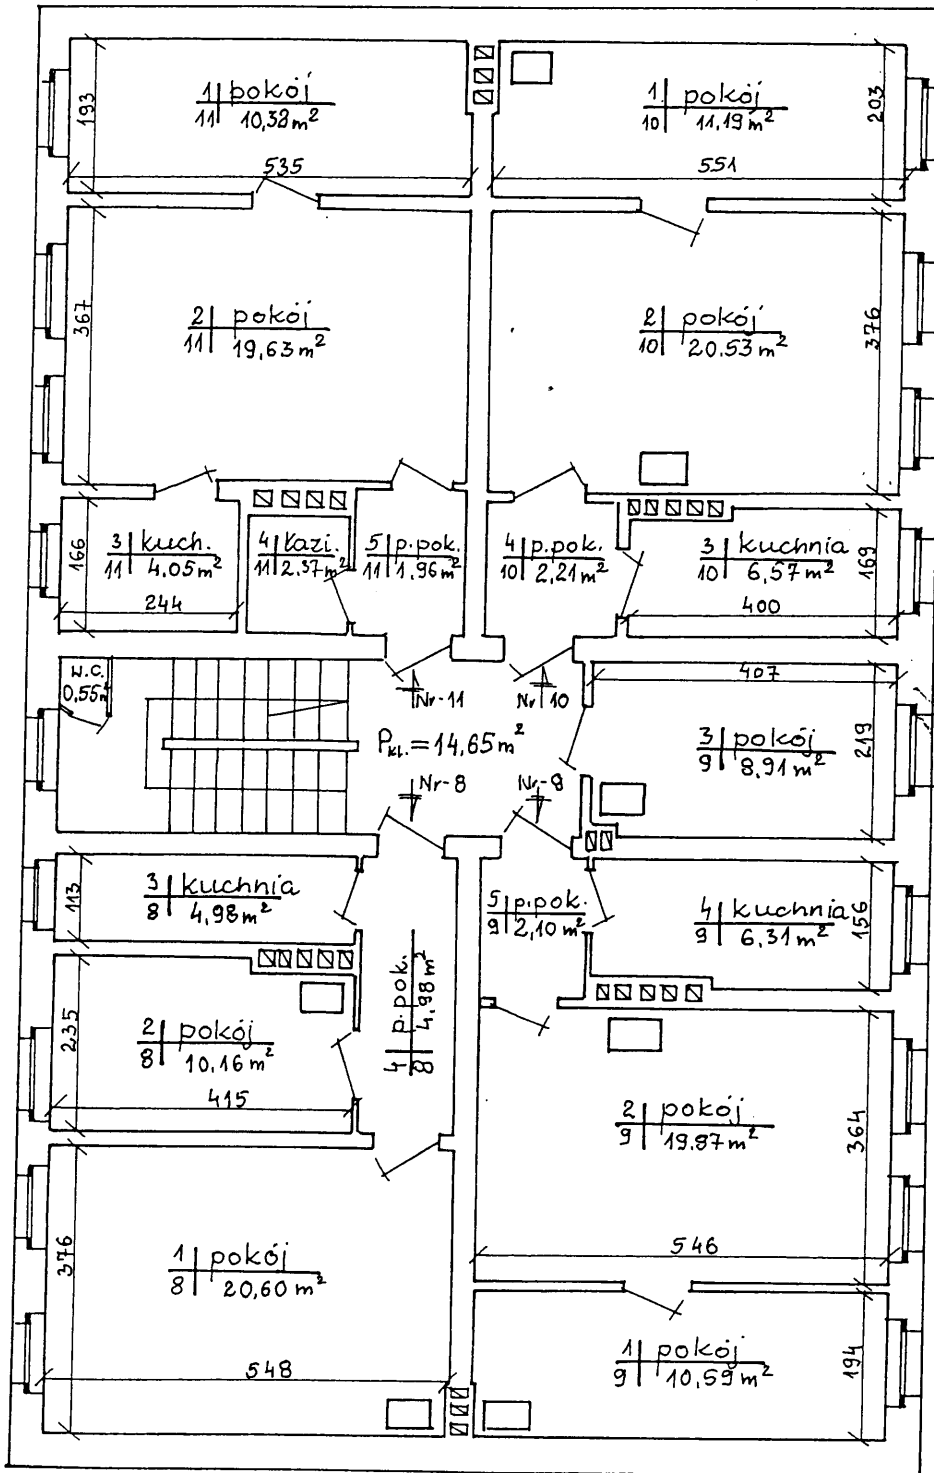 1 pokój
11 10,38 m²
193
535
1 pokój
10 11,19 m²
203
551
2 pokój
11 19,63 m²
367
2 pokój
10 20.53 m²
376
3 kuch.
11 4.05 m²
166
244
4 łazi.
11 2.37 m²
5 p.pok.
11 1,96 m²
4 p.pok.
10 2,21 m²
3 kuchnia
10 6,57 m²
169
400
w.c.
0,55 m²
Nr-11
Nr 10
407
Pkl. = 14,65 m²
3 pokój
9 8,91 m²
219
Nr-8
Nr-8
3 kuchnia
8 4,98 m²
113
5 p.pok.
9 2,10 m²
4 kuchnia
9 6,31 m²
156
4 p.pok.
8 4,98 m²
2 pokój
8 10,16 m²
235
415
2 pokój
9 19.87 m²
364
546
1 pokój
8 20,60 m²
376
548
1 pokój
9 10,59 m²
194